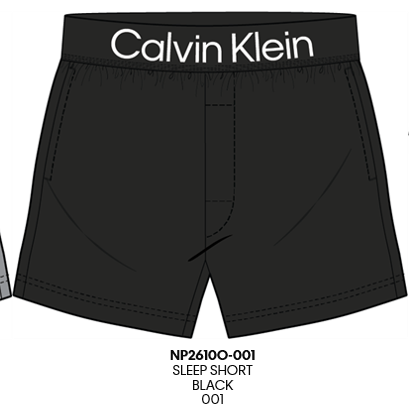 Calvin Klein
NP2610O-001
SLEEP SHORT
BLACK
001